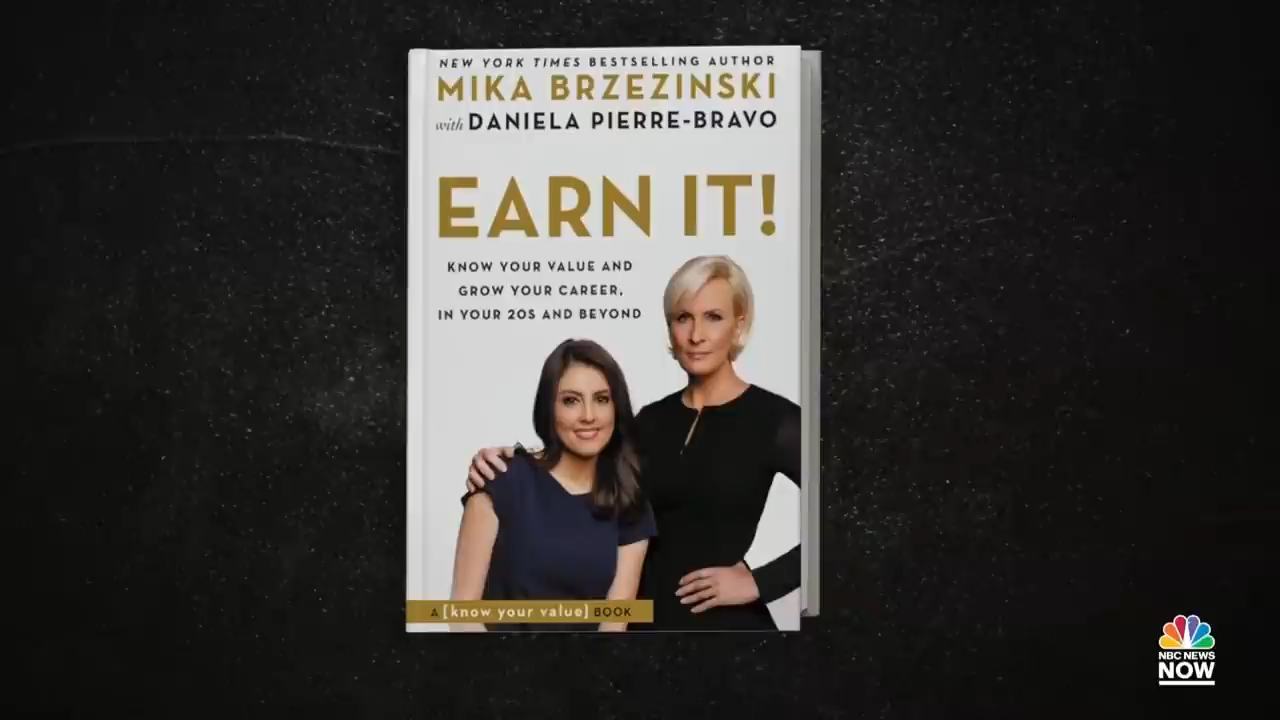 NEW YORK TIMES BESTSELLING AUTHOR
MIKA BRZEZINSKI
with DANIELA PIERRE-BRAVO
EARN IT!
KNOW YOUR VALUE AND
GROW YOUR CAREER,
IN YOUR 20S AND BEYOND
A [know your value] BOOK
NBC NEWS
NOW